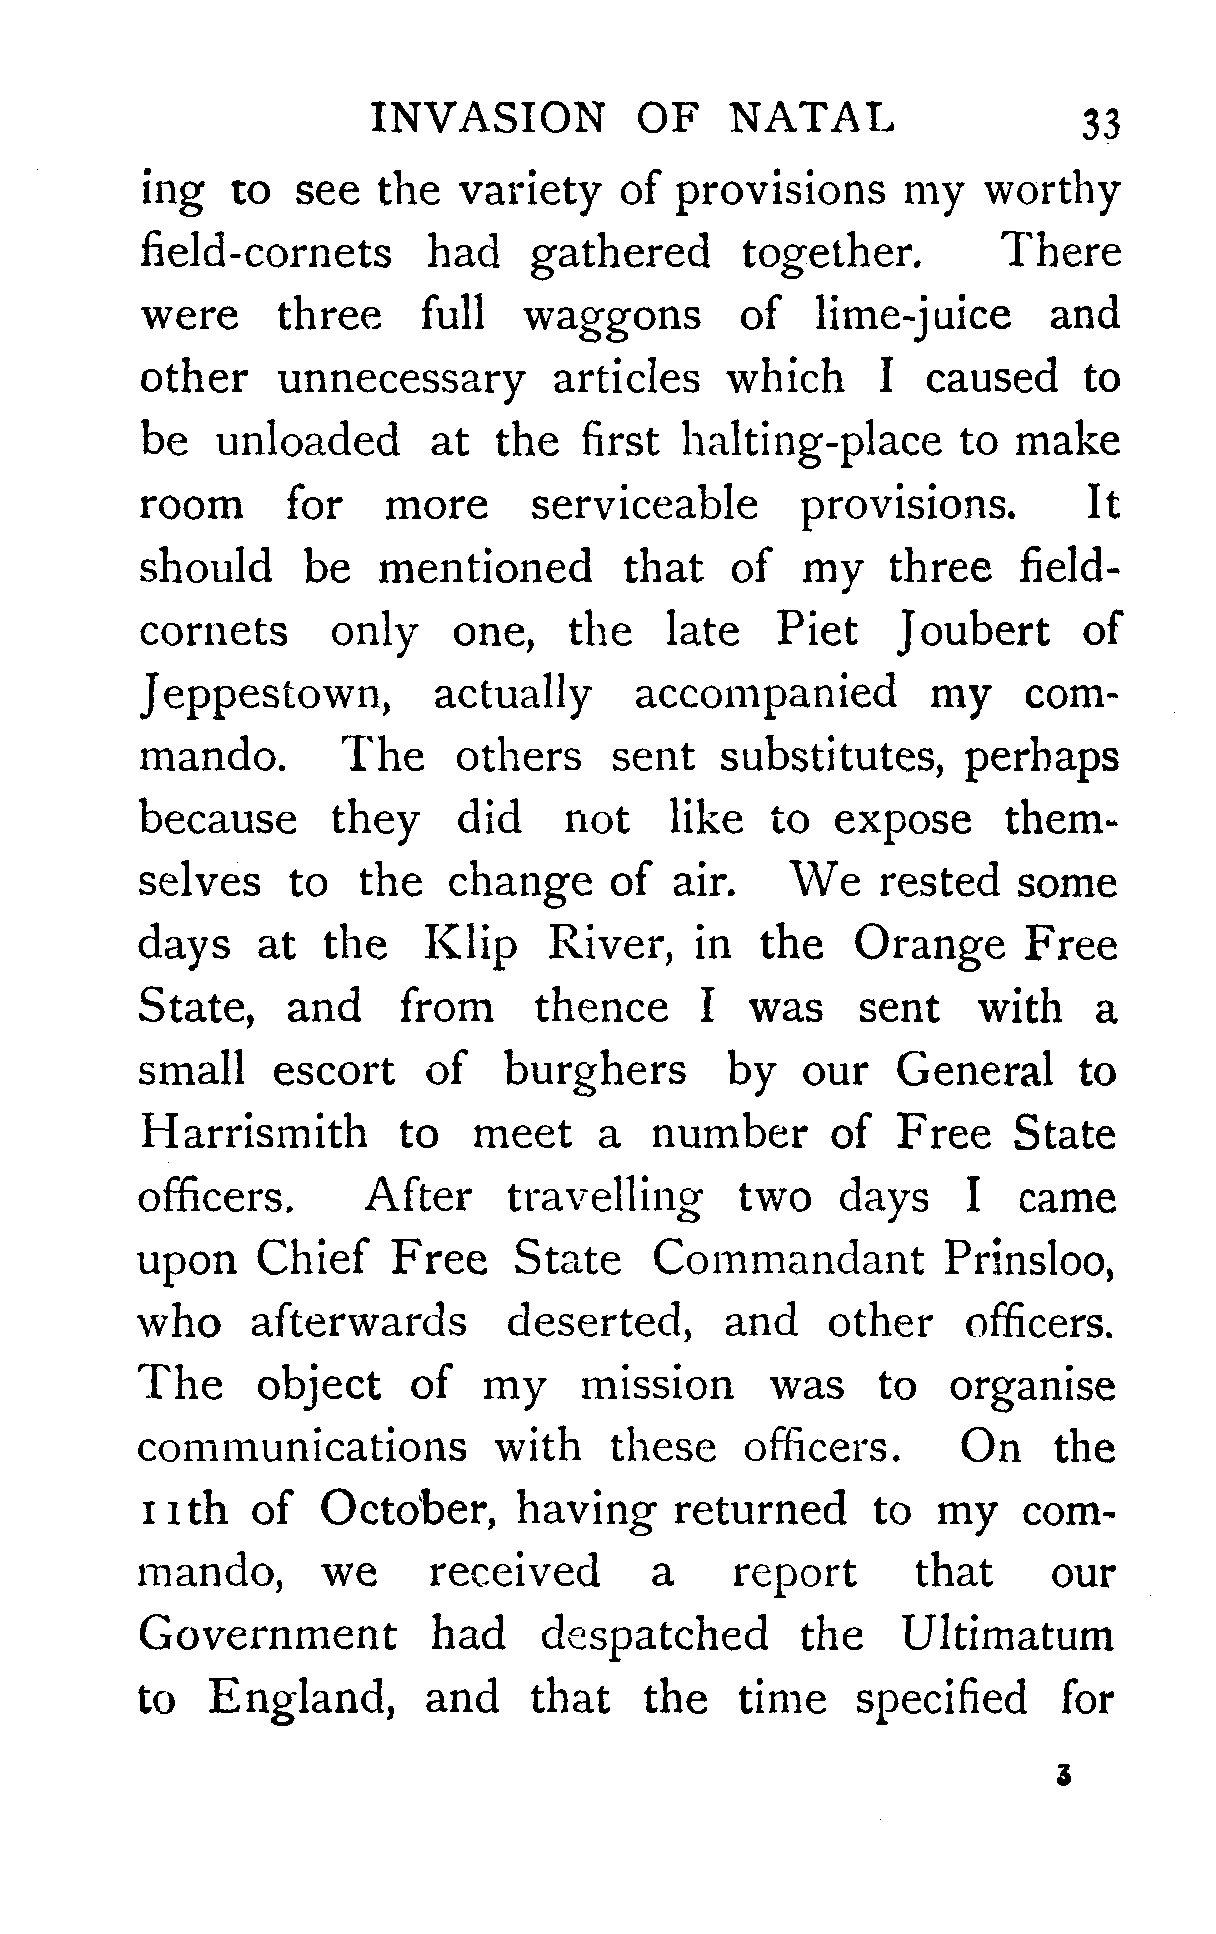 INVASION OF NATAL 33
ing to see the variety of provisions my worthy
field-cornets had gathered together. There
were three full waggons of lime-juice and
other unnecessary articles which I caused to
be unloaded at the first halting-place to make
room for more serviceable provisions. It
should be mentioned that of my three field-
cornets only one, the late Piet Joubert of
Jeppestown, actually accompanied my com-
mando. The others sent substitutes, perhaps
because they did not like to expose them-
selves to the change of air. We rested some
days at the Klip River, in the Orange Free
State, and from thence I was sent with a
small escort of burghers by our General to
Harrismith to meet a number of Free State
officers. After travelling two days I came
upon Chief Free State Commandant Prinsloo,
who afterwards deserted, and other officers.
The object of my mission was to organise
communications with these officers. On the
11th of October, having returned to my com-
mando, we received a report that our
Government had despatched the Ultimatum
to England, and that the time specified for
3